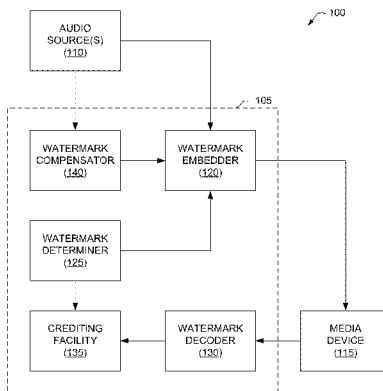 100
AUDIO
SOURCE(S)
(110)
105
WATERMARK
COMPENSATOR
(140)
WATERMARK
EMBEDDER
(120)
WATERMARK
DETERMINER
(125)
CREDITING
FACILITY
(135)
WATERMARK
DECODER
(130)
MEDIA
DEVICE
(115)